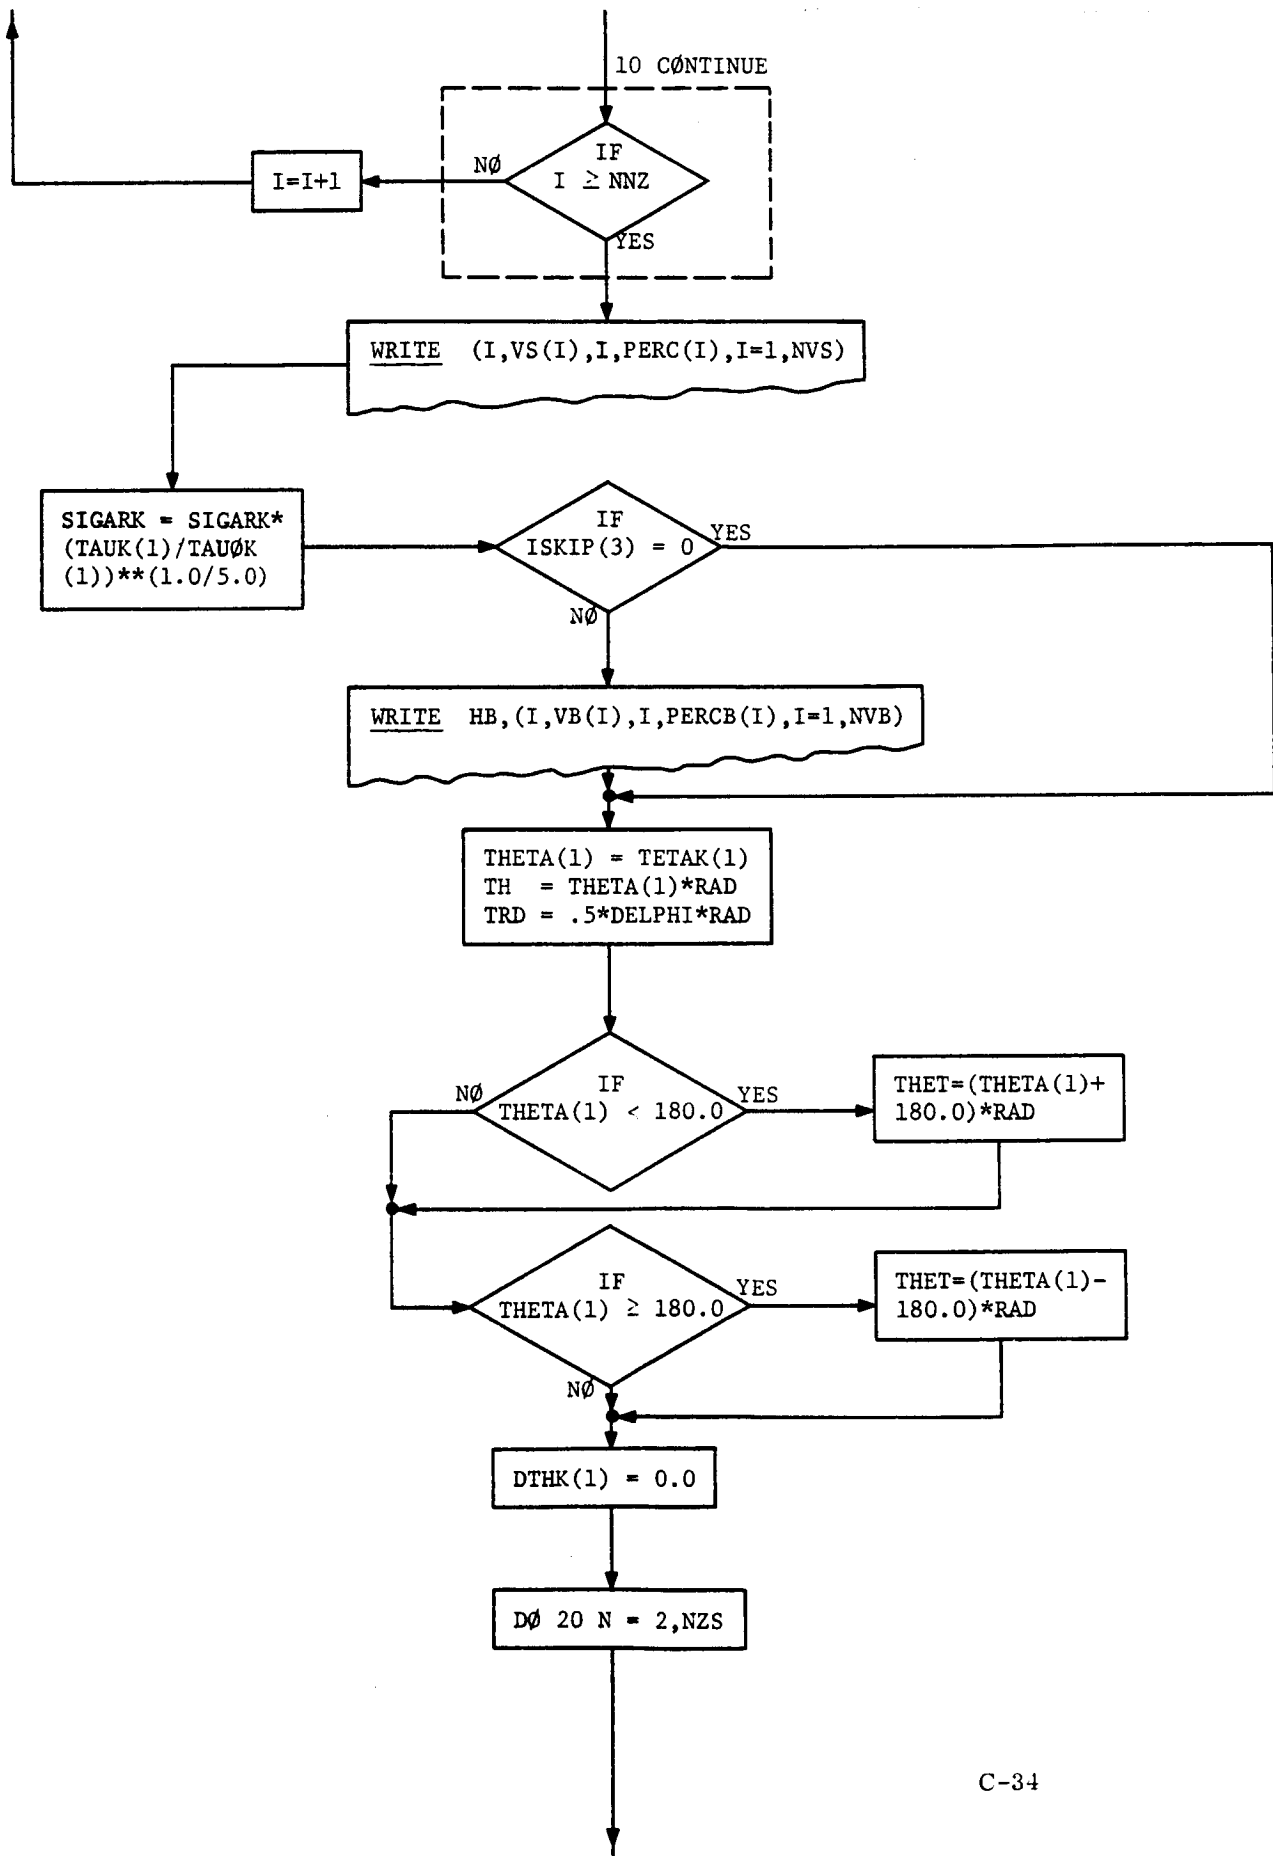 10 CØNTINUE
IF
I ≥ NNZ
NØ
I=I+1
YES
WRITE (I,VS(I),I,PERC(I),I=1,NVS)
SIGARK = SIGARK*
(TAUK(1)/TAUØK
(1))**(1.0/5.0)
IF
ISKIP(3) = 0
YES
NØ
WRITE HB,(I,VB(I),I,PERCB(I),I=1,NVB)
THETA(1) = TETAK(1)
TH = THETA(1)*RAD
TRD = .5*DELPHI*RAD
IF
THETA(1) < 180.0
NØ
YES
THET=(THETA(1)+
180.0)*RAD
IF
THETA(1) ≥ 180.0
YES
THET=(THETA(1)-
180.0)*RAD
NØ
DTHK(1) = 0.0
DØ 20 N = 2,NZS
C-34